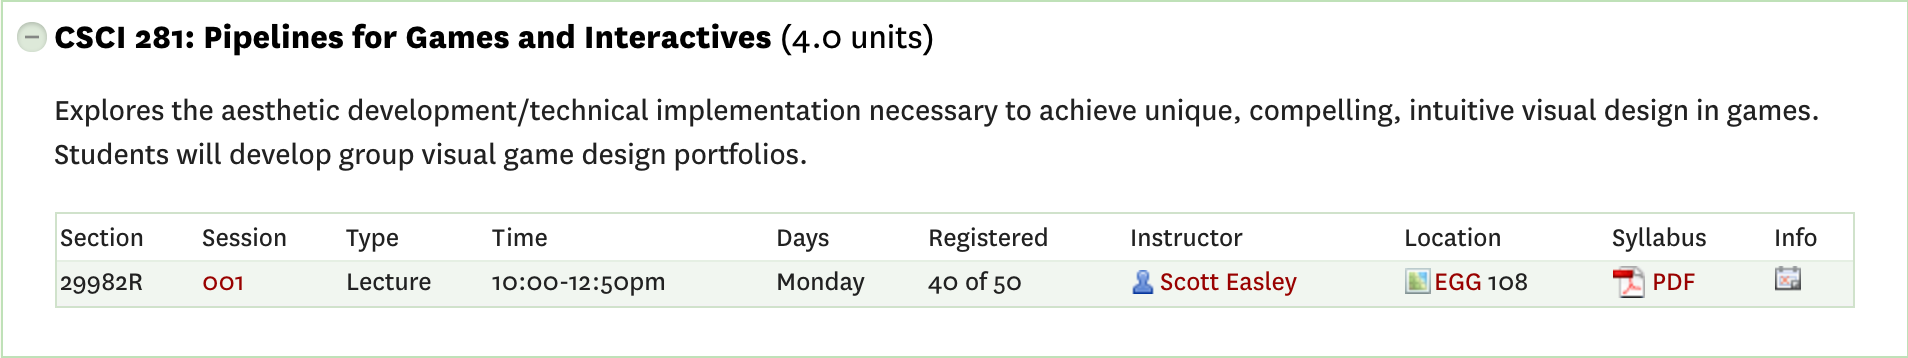 CSCI 281: Pipelines for Games and Interactives (4.0 units)
Explores the aesthetic development/technical implementation necessary to achieve unique, compelling, intuitive visual design in games.
Students will develop group visual game design portfolios.
Section Session Type Time Days Registered Instructor Location Syllabus Info
29982R 001 Lecture 10:00-12:50pm Monday 40 of 50 Scott Easley EGG 108 PDF